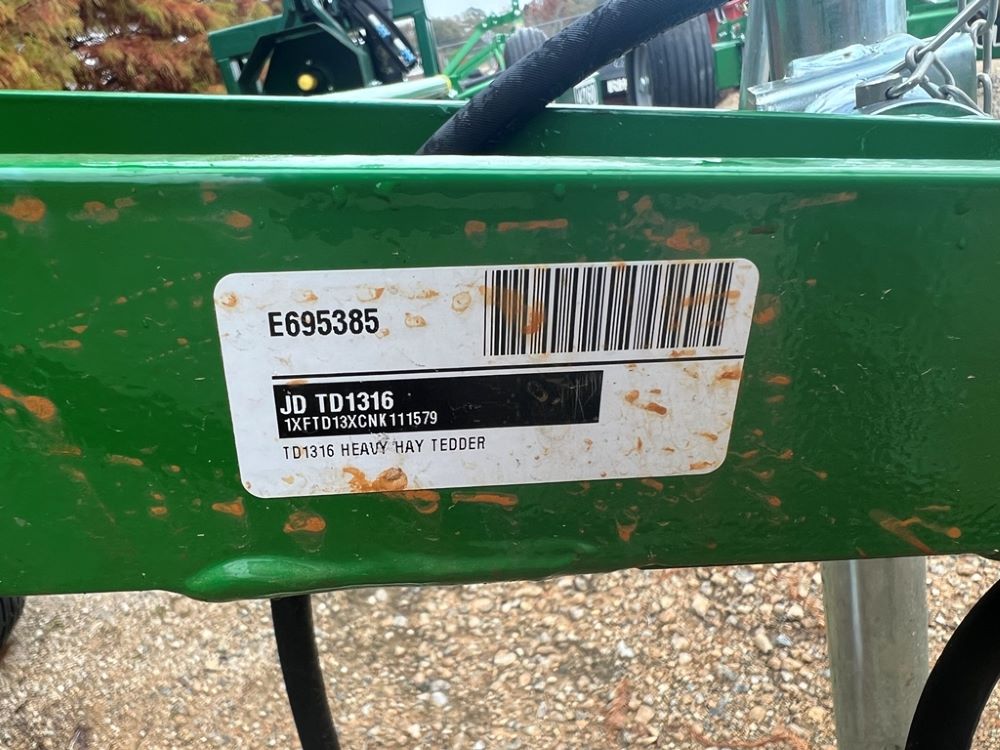 E695385
JD TD1316
1XFTD13XCNK111579
TD1316 HEAVY HAY TEDDER